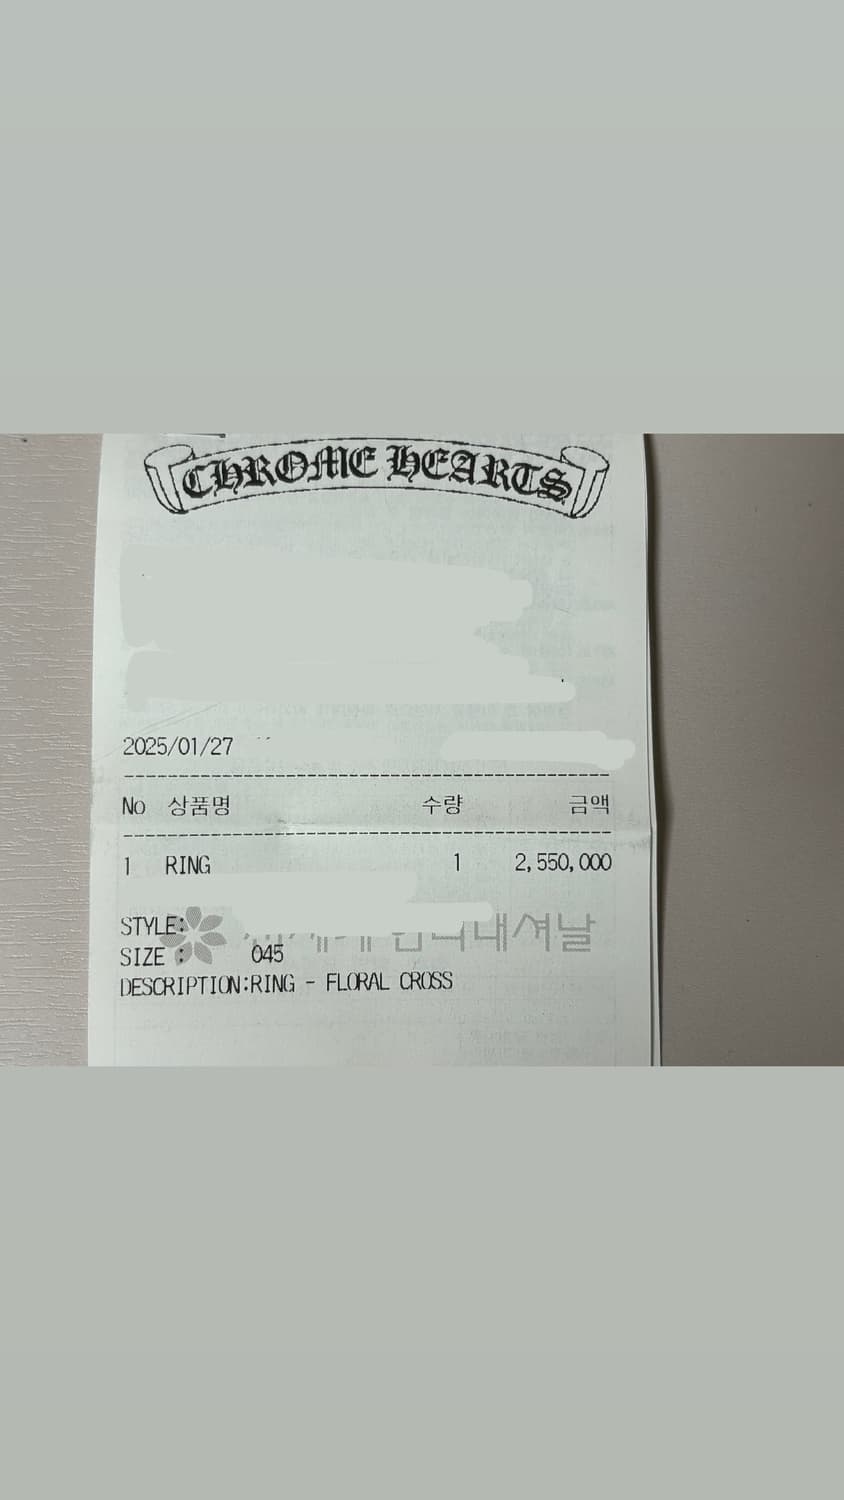 CHROME HEARTS
2025/01/27
No 상품명 수량 금액
1 RING 1 2,550,000
STYLE:
SIZE : 045
DESCRIPTION:RING - FLORAL CROSS